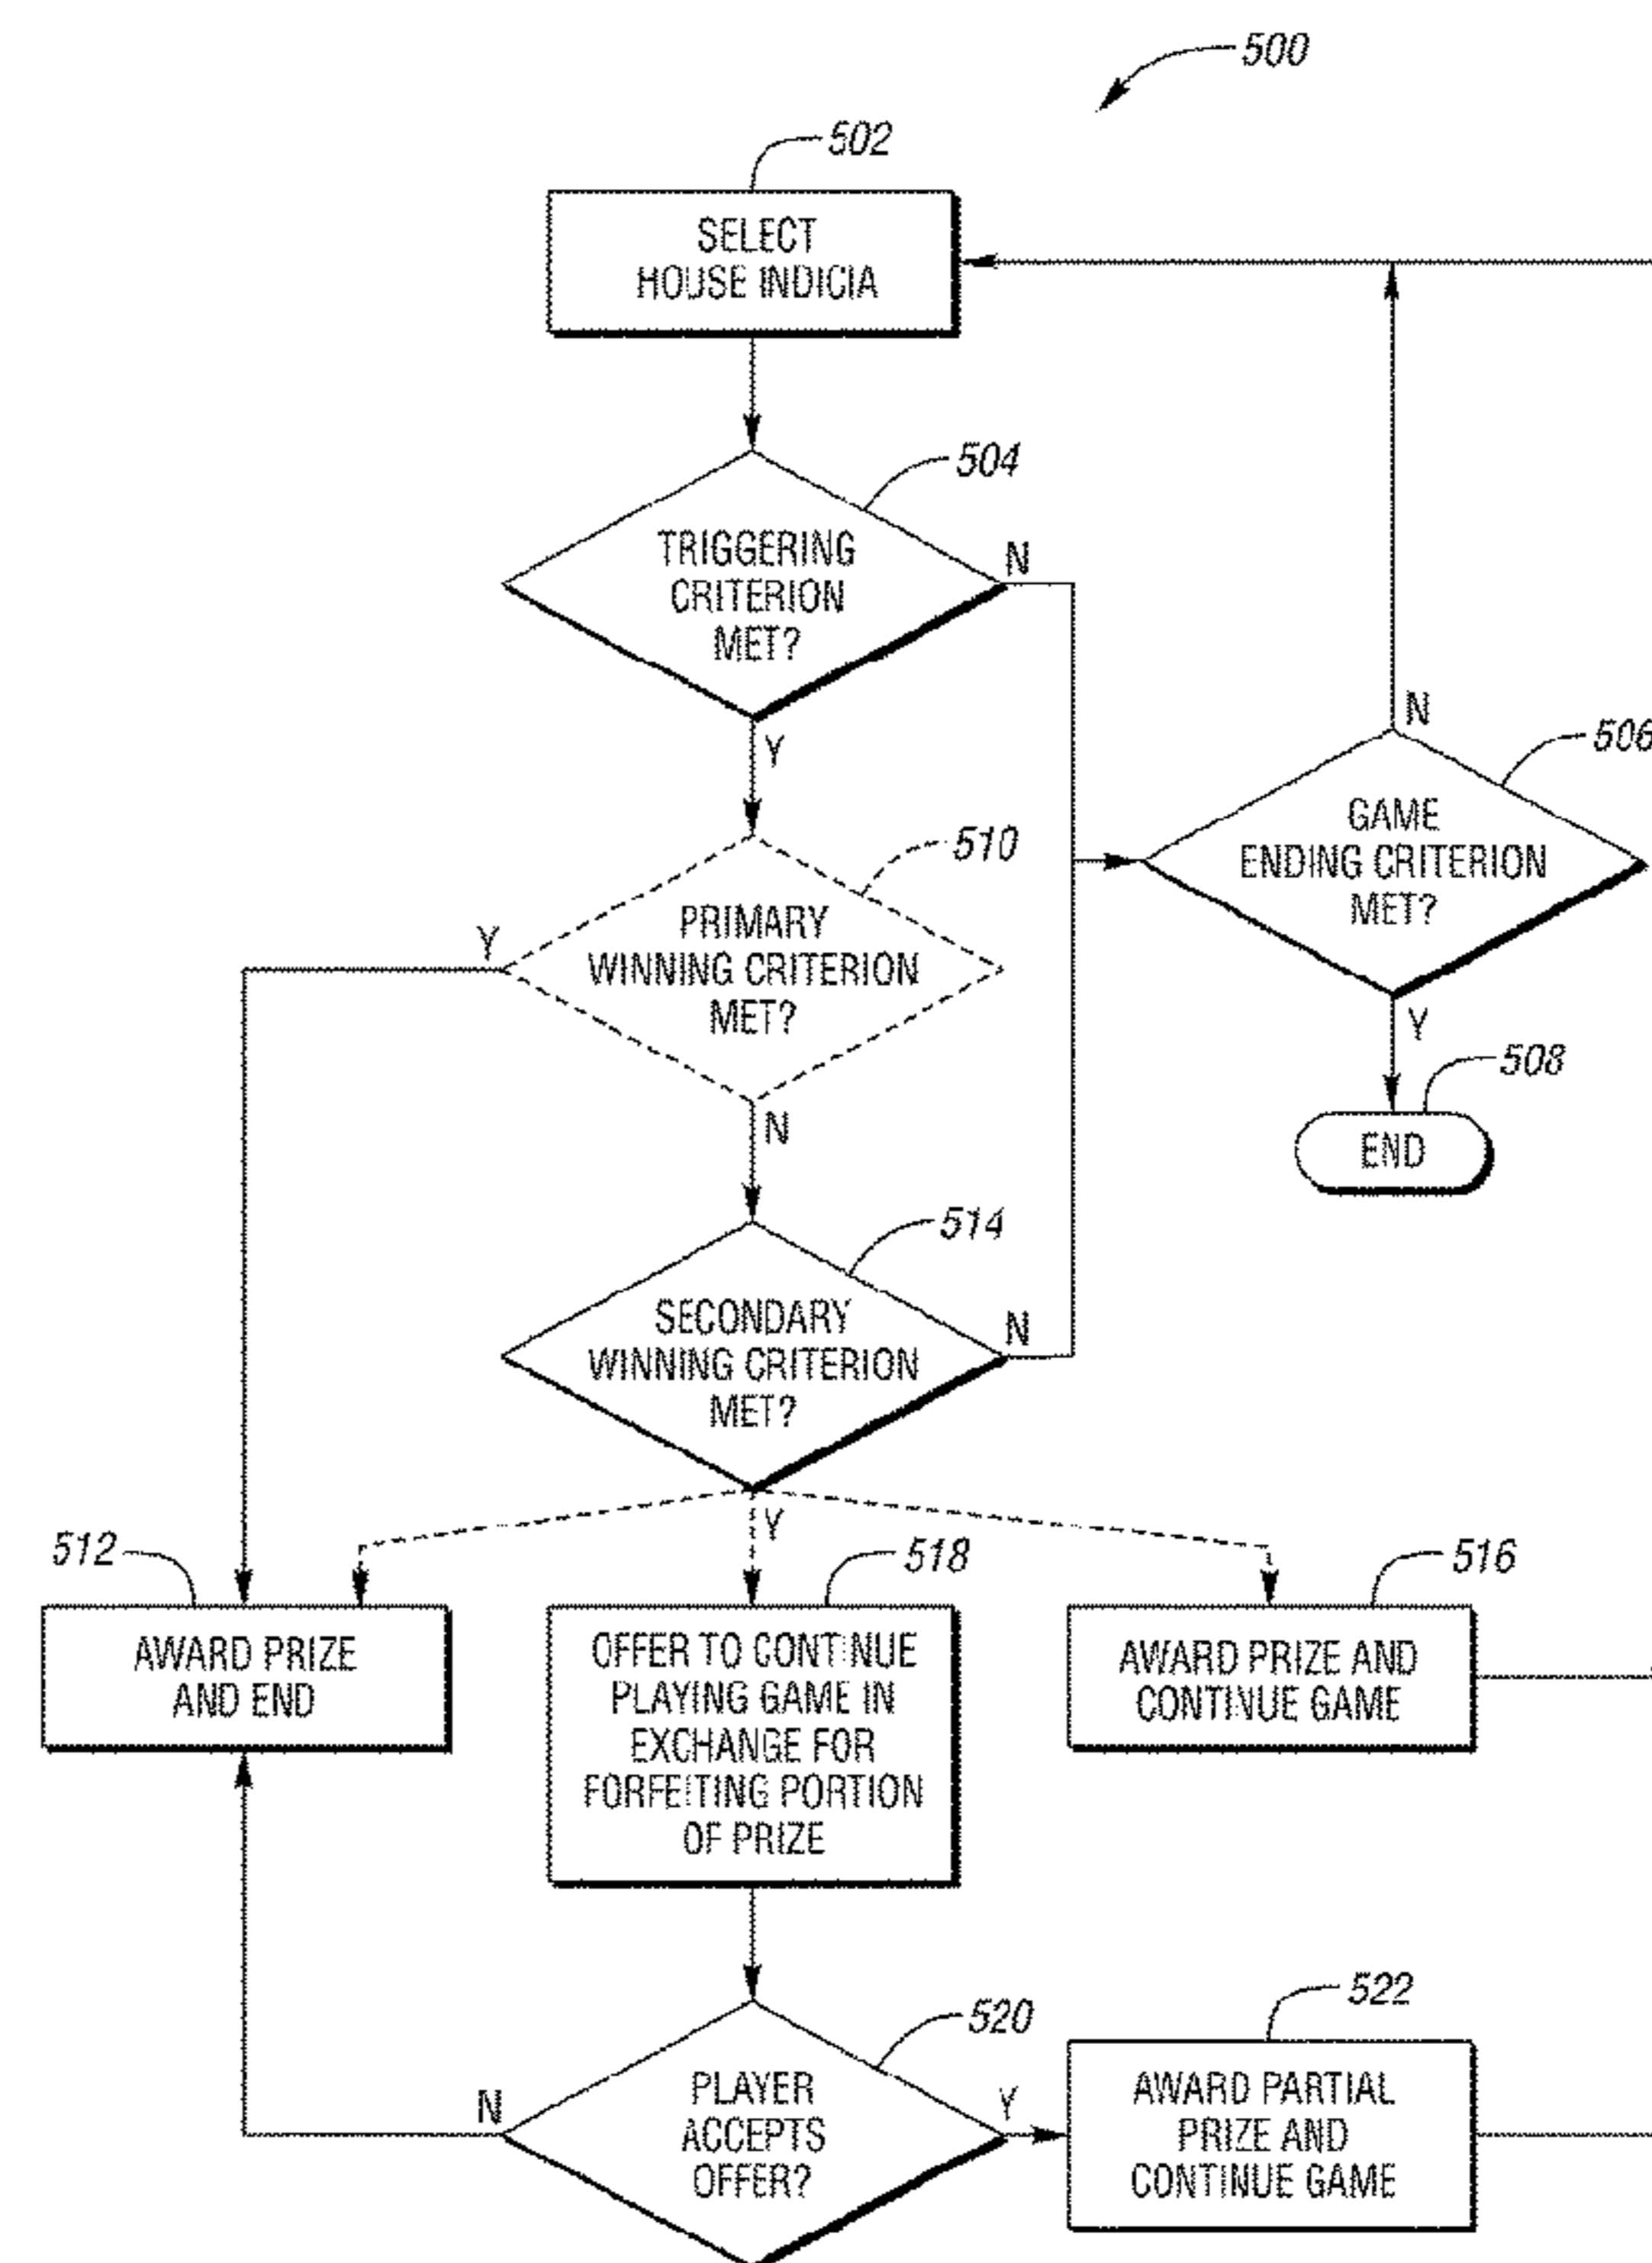 500
502
SELECT
HOUSE INDICIA
504
TRIGGERING
CRITERION
MET?
N
Y
N
506
GAME
ENDING CRITERION
MET?
Y
508
END
510
PRIMARY
WINNING CRITERION
MET?
Y
N
514
SECONDARY
WINNING CRITERION
MET?
N
Y
512
AWARD PRIZE
AND END
518
OFFER TO CONTINUE
PLAYING GAME IN
EXCHANGE FOR
FORFEITING PORTION
OF PRIZE
516
AWARD PRIZE AND
CONTINUE GAME
520
PLAYER
ACCEPTS
OFFER?
N
Y
522
AWARD PARTIAL
PRIZE AND
CONTINUE GAME